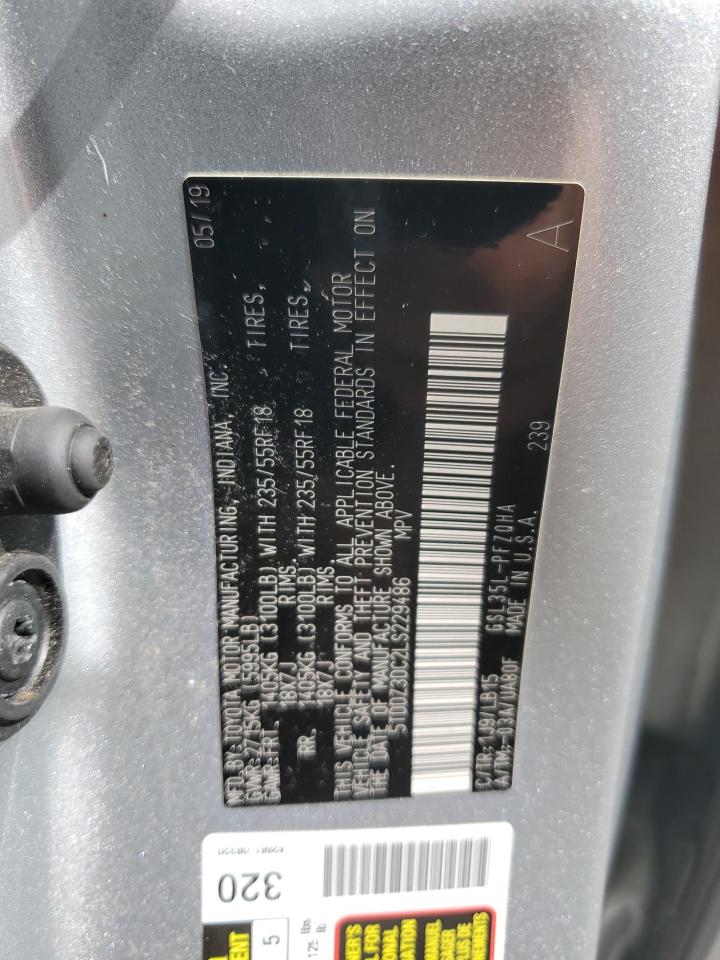 MFD BY: TOYOTA MOTOR MANUFACTURING, INDIANA, INC. 05/19
GVWR: 2715KG (5995LB)
GAWR: FRT. 1405KG (3100LB) WITH 235/55RF18 TIRES,
18X7J RIMS,
RR. 1405KG (3100LB) WITH 235/55RF18 TIRES,
18X7J RIMS,
THIS VEHICLE CONFORMS TO ALL APPLICABLE FEDERAL MOTOR
VEHICLE SAFETY AND THEFT PREVENTION STANDARDS IN EFFECT ON
THE DATE OF MANUFACTURE SHOWN ABOVE.
5TDDZ3DC2LS229486 MPV
C/TR: 1J9/LB15 GSL35L-PFZQHA
A/TM: -03A/UA80F MADE IN U.S.A. 239
A
320
5
lbs
lb